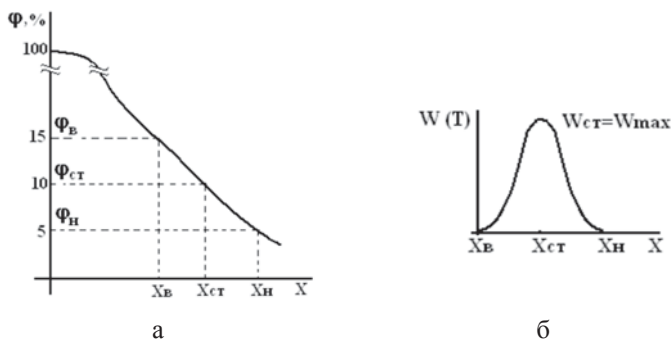 φ,%
100
φв
15
φст
10
φн
5
Xв Xст Xн X
а
W (T) Wст=Wmax
Xв Xст Xн X
б